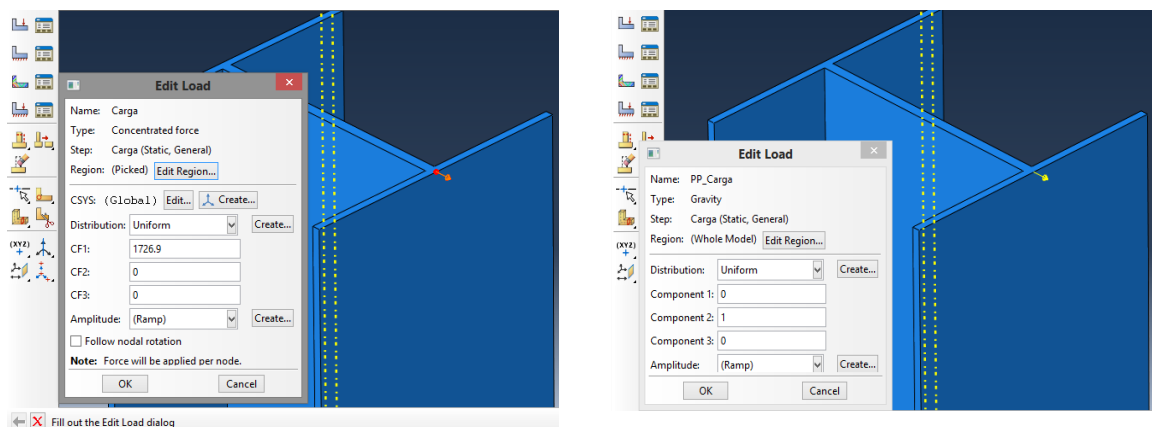 Edit Load
Name: Carga
Type: Concentrated force
Step: Carga (Static, General)
Region: (Picked) Edit Region...
CSYS: (Global) Edit... Create...
Distribution: Uniform Create...
CF1: 1726.9
CF2: 0
CF3: 0
Amplitude: (Ramp) Create...
Follow nodal rotation
Note: Force will be applied per node.
OK Cancel
Fill out the Edit Load dialog
(XYZ)
Edit Load
Name: PP_Carga
Type: Gravity
Step: Carga (Static, General)
Region: (Whole Model) Edit Region...
Distribution: Uniform Create...
Component 1: 0
Component 2: 1
Component 3: 0
Amplitude: (Ramp) Create...
OK Cancel
(XYZ)